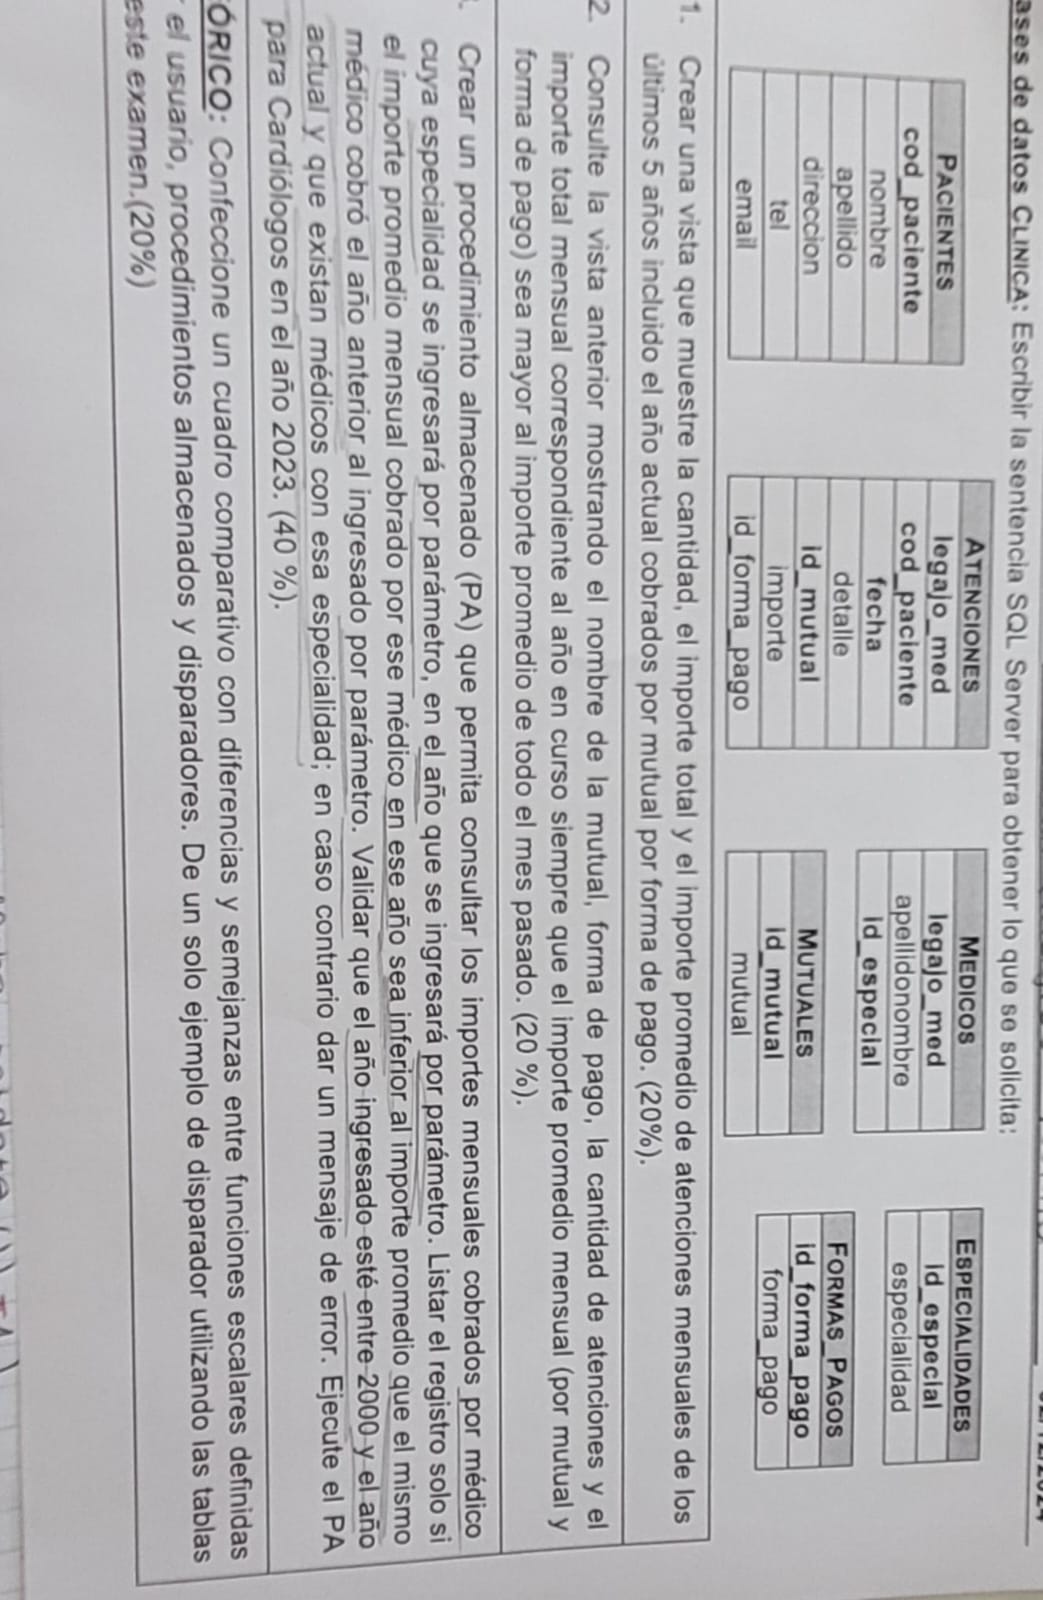 ases de datos CLINICA: Escribir la sentencia SQL Server para obtener lo que se solicita:
PACIENTES
cod_paciente
nombre
apellido
direccion
tel
email
ATENCIONES
legajo_med
cod_paciente
fecha
detalle
id_mutual
importe
id_forma_pago
MEDICOS
legajo_med
apellidonombre
id_especial
MUTUALES
id_mutual
mutual
ESPECIALIDADES
id_especial
especialidad
FORMAS_PAGOS
id_forma_pago
forma_pago
1. Crear una vista que muestre la cantidad, el importe total y el importe promedio de atenciones mensuales de los
últimos 5 años incluido el año actual cobrados por mutual por forma de pago. (20%).
2. Consulte la vista anterior mostrando el nombre de la mutual, forma de pago, la cantidad de atenciones y el
importe total mensual correspondiente al año en curso siempre que el importe promedio mensual (por mutual y
forma de pago) sea mayor al importe promedio de todo el mes pasado. (20 %).
. Crear un procedimiento almacenado (PA) que permita consultar los importes mensuales cobrados por médico
cuya especialidad se ingresará por parámetro, en el año que se ingresará por parámetro. Listar el registro solo si
el importe promedio mensual cobrado por ese médico en ese año sea inferior al importe promedio que el mismo
médico cobró el año anterior al ingresado por parámetro. Validar que el año ingresado esté entre 2000 y el año
actual y que existan médicos con esa especialidad; en caso contrario dar un mensaje de error. Ejecute el PA
para Cardiólogos en el año 2023. (40 %).
ÓRICO: Confeccione un cuadro comparativo con diferencias y semejanzas entre funciones escalares definidas
el usuario, procedimientos almacenados y disparadores. De un solo ejemplo de disparador utilizando las tablas
este examen.(20%)